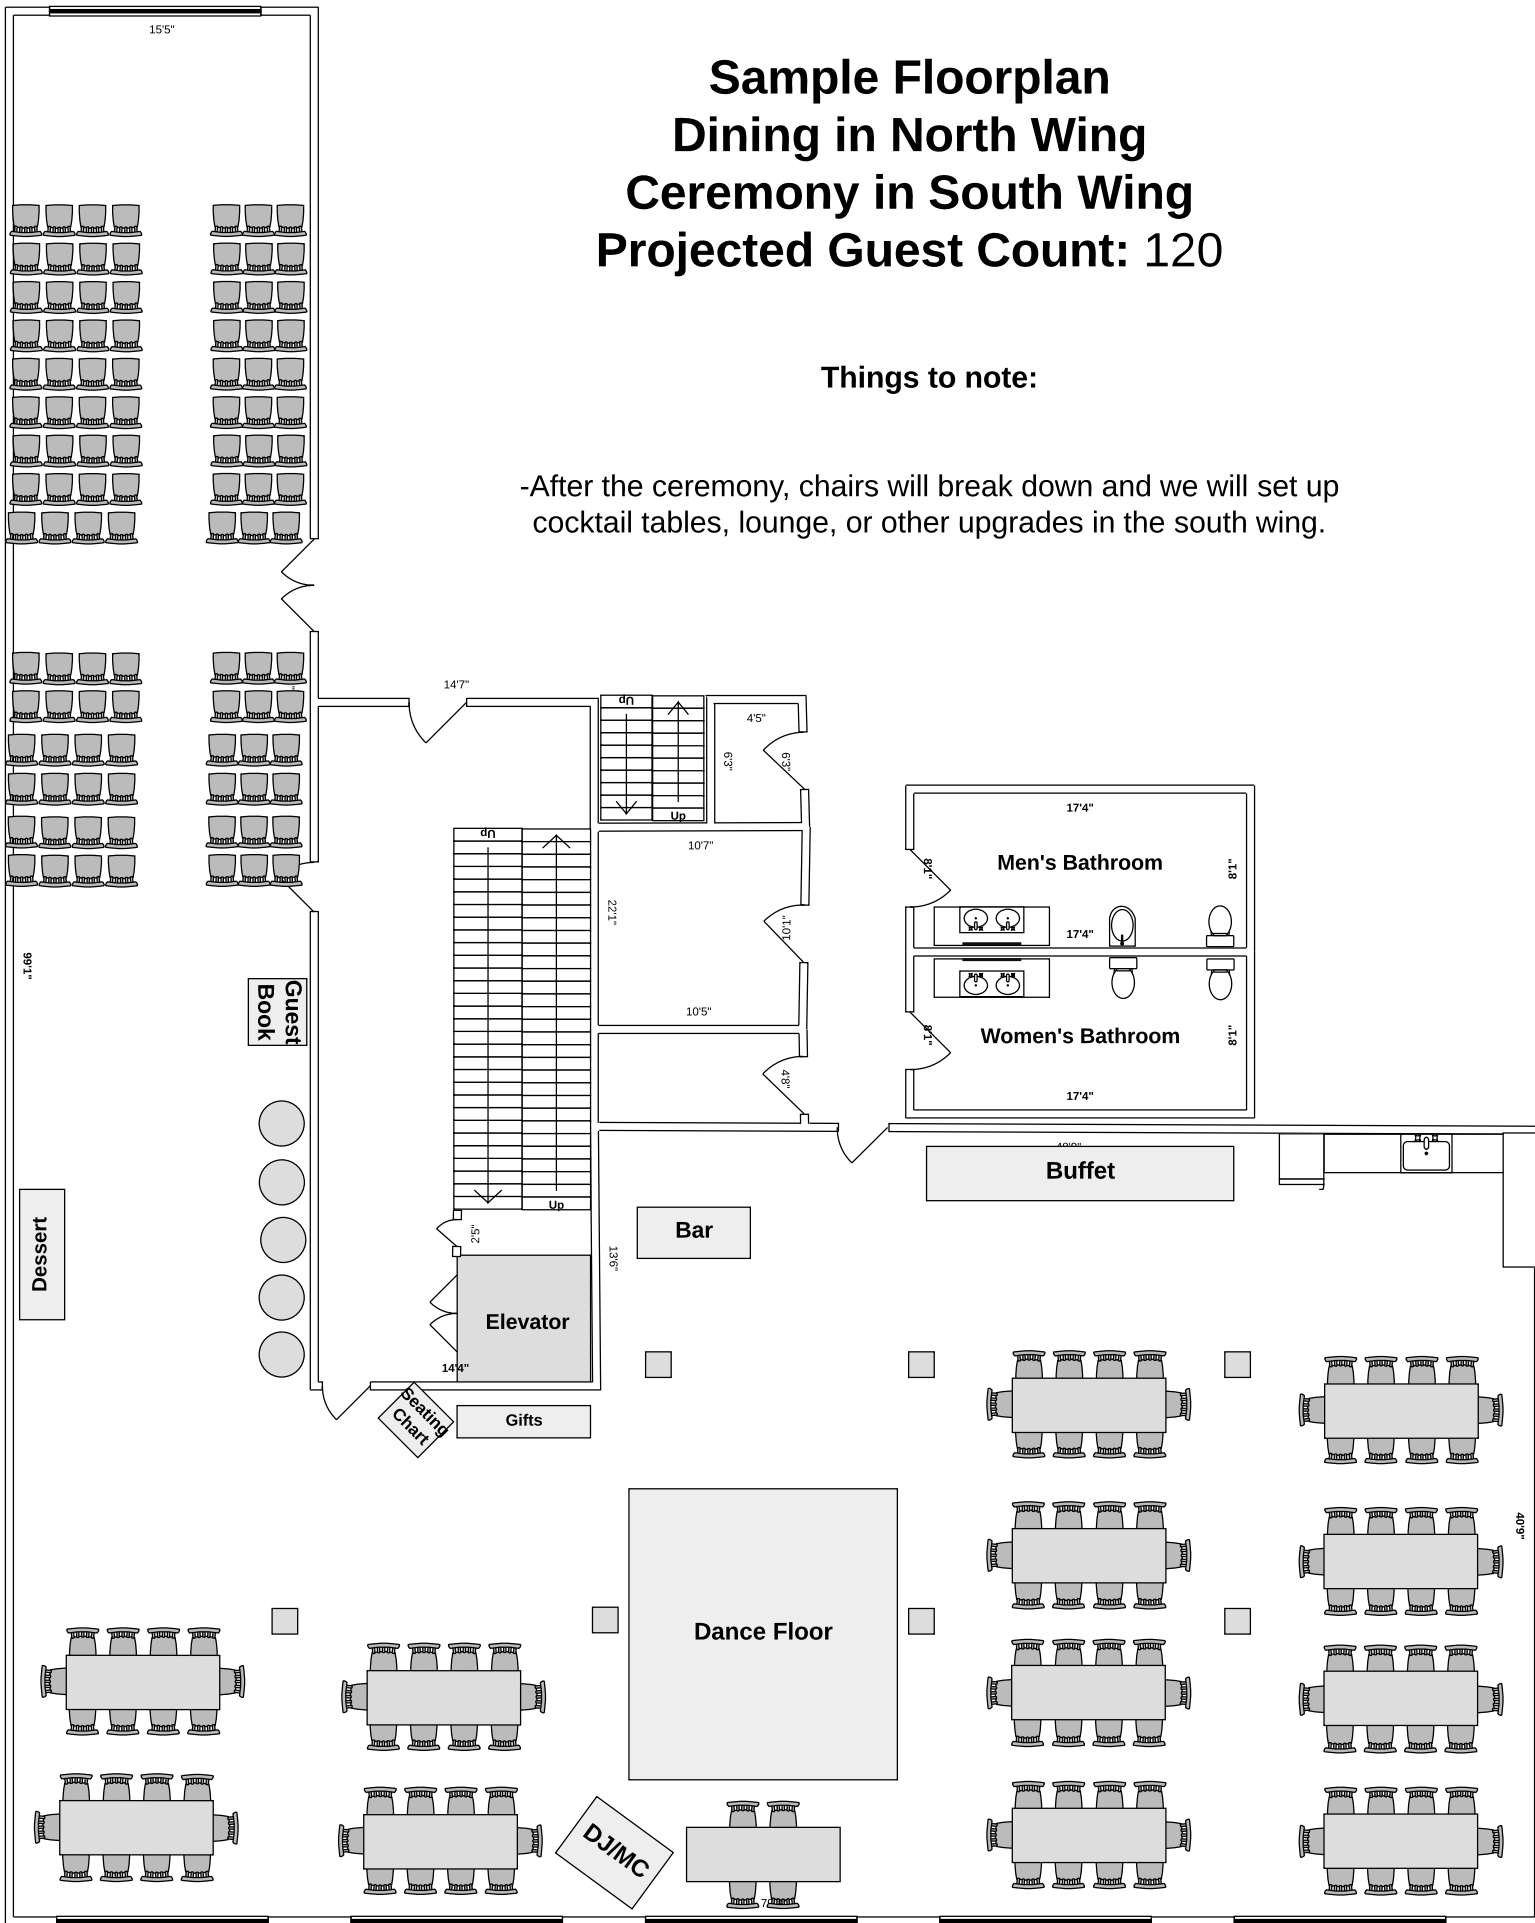 15'5"
Sample Floorplan
Dining in North Wing
Ceremony in South Wing
Projected Guest Count: 120
Things to note:
-After the ceremony, chairs will break down and we will set up
cocktail tables, lounge, or other upgrades in the south wing.
14'7"
Up
4'5"
6'3"
6'3"
Up
17'4"
Up
10'7"
Men's Bathroom
8'1"
8'1"
22'1"
10'1"
17'4"
99'1"
Guest
Book
10'5"
Women's Bathroom
8'1"
8'1"
4'8"
17'4"
Buffet
Up
Bar
2'5"
13'6"
Dessert
Elevator
14'4"
Seating
Chart
Gifts
40'9"
Dance Floor
DJ/MC